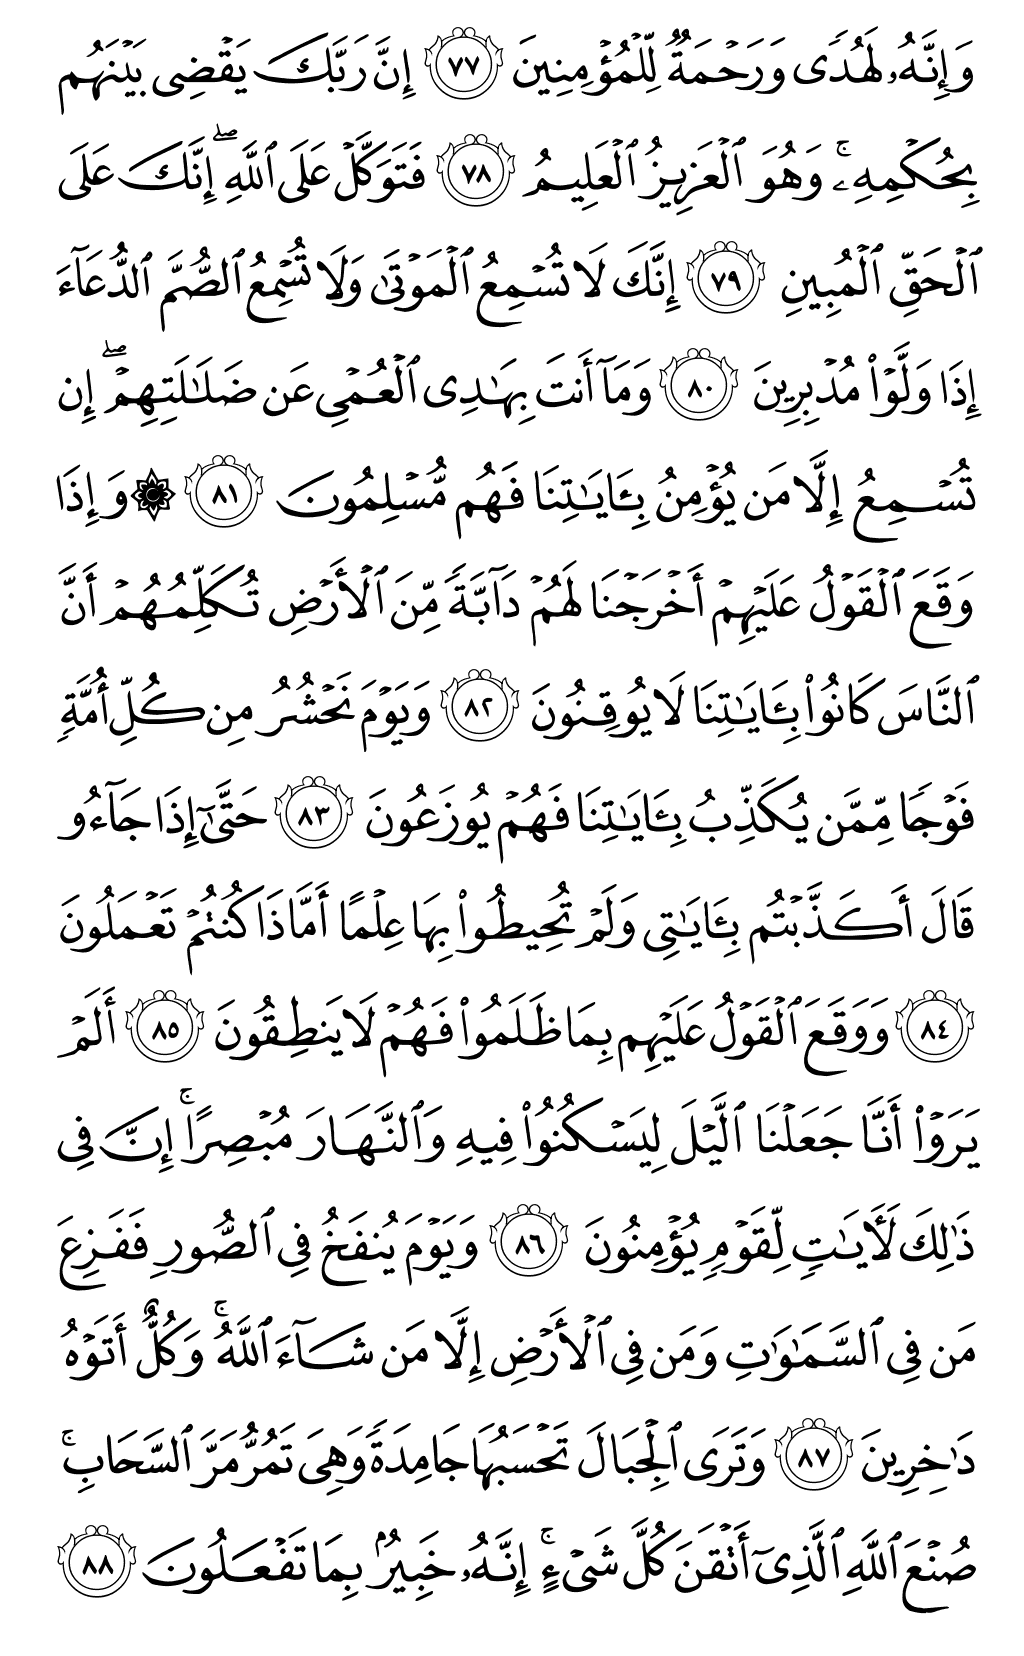 وَإِنَّهُۥ لَهُدٗى وَرَحۡمَةٞ لِّلۡمُؤۡمِنِينَ ٧٧ إِنَّ رَبَّكَ يَقۡضِي بَيۡنَهُم
بِحُكۡمِهِۦۚ وَهُوَ ٱلۡعَزِيزُ ٱلۡعَلِيمُ ٧٨ فَتَوَكَّلۡ عَلَى ٱللَّهِۖ إِنَّكَ عَلَى
ٱلۡحَقِّ ٱلۡمُبِينِ ٧٩ إِنَّكَ لَا تُسۡمِعُ ٱلۡمَوۡتَىٰ وَلَا تُسۡمِعُ ٱلصُّمَّ ٱلدُّعَآءَ
إِذَا وَلَّوۡاْ مُدۡبِرِينَ ٨٠ وَمَآ أَنتَ بِهَٰدِي ٱلۡعُمۡيِ عَن ضَلَٰلَتِهِمۡۖ إِن
تُسۡمِعُ إِلَّا مَن يُؤۡمِنُ بِـَٔايَٰتِنَا فَهُم مُّسۡلِمُونَ ٨١ ۞ وَإِذَا
وَقَعَ ٱلۡقَوۡلُ عَلَيۡهِمۡ أَخۡرَجۡنَا لَهُمۡ دَآبَّةٗ مِّنَ ٱلۡأَرۡضِ تُكَلِّمُهُمۡ أَنَّ
ٱلنَّاسَ كَانُواْ بِـَٔايَٰتِنَا لَا يُوقِنُونَ ٨٢ وَيَوۡمَ نَحۡشُرُ مِن كُلِّ أُمَّةٖ
فَوۡجٗا مِّمَّن يُكَذِّبُ بِـَٔايَٰتِنَا فَهُمۡ يُوزَعُونَ ٨٣ حَتَّىٰٓ إِذَا جَآءُو
قَالَ أَكَذَّبۡتُم بِـَٔايَٰتِي وَلَمۡ تُحِيطُواْ بِهَا عِلۡمًا أَمَّاذَا كُنتُمۡ تَعۡمَلُونَ
٨٤ وَوَقَعَ ٱلۡقَوۡلُ عَلَيۡهِم بِمَا ظَلَمُواْ فَهُمۡ لَا يَنطِقُونَ ٨٥ أَلَمۡ
يَرَوۡاْ أَنَّا جَعَلۡنَا ٱلَّيۡلَ لِيَسۡكُنُواْ فِيهِ وَٱلنَّهَارَ مُبۡصِرًاۚ إِنَّ فِي
ذَٰلِكَ لَأٓيَٰتٖ لِّقَوۡمٖ يُؤۡمِنُونَ ٨٦ وَيَوۡمَ يُنفَخُ فِي ٱلصُّورِ فَفَزِعَ
مَن فِي ٱلسَّمَٰوَٰتِ وَمَن فِي ٱلۡأَرۡضِ إِلَّا مَن شَآءَ ٱللَّهُۚ وَكُلٌّ أَتَوۡهُ
دَٰخِرِينَ ٨٧ وَتَرَى ٱلۡجِبَالَ تَحۡسَبُهَا جَامِدَةٗ وَهِيَ تَمُرُّ مَرَّ ٱلسَّحَابِۚ
صُنۡعَ ٱللَّهِ ٱلَّذِيٓ أَتۡقَنَ كُلَّ شَيۡءٍۚ إِنَّهُۥ خَبِيرُۢ بِمَا تَفۡعَلُونَ ٨٨